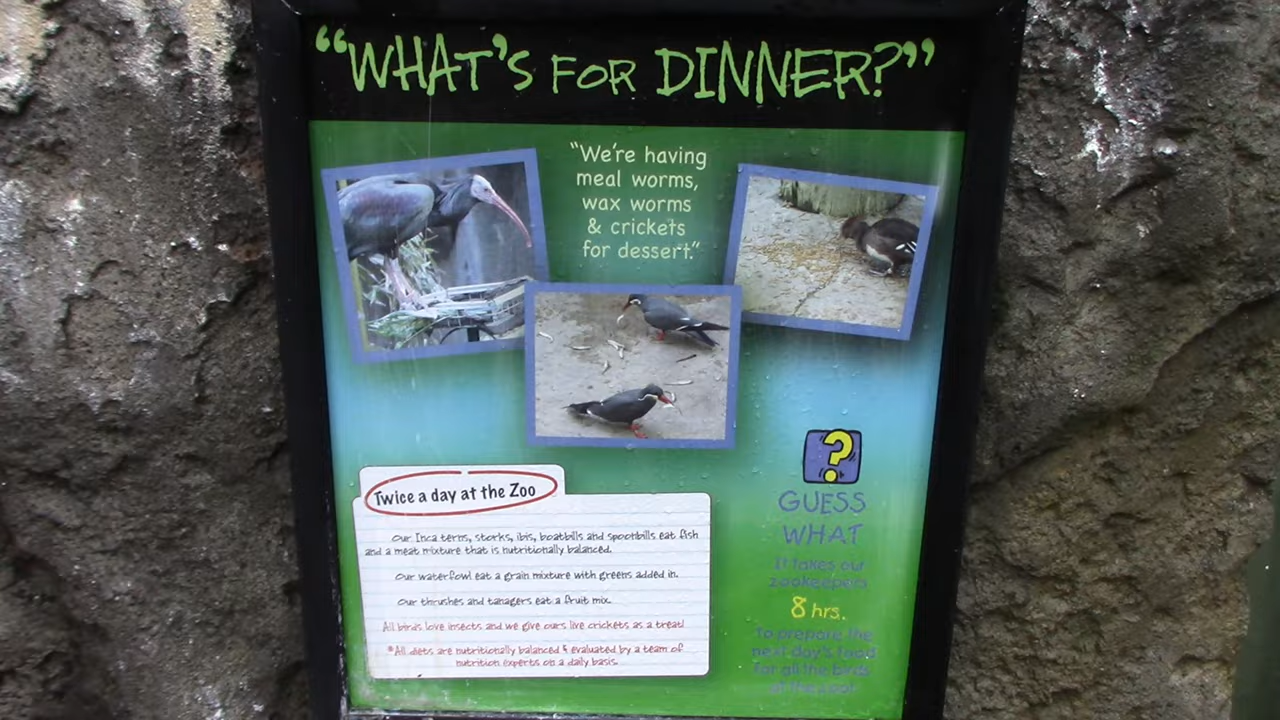 “WHAT’S FOR DINNER?”
“We’re having
meal worms,
wax worms
& crickets
for dessert.”
Twice a day at the Zoo
Our Inca terns, storks, ibis, boatbills and spoonbills eat fish
and a meat mixture that is nutritionally balanced.
Our waterfowl eat a grain mixture with greens added in.
Our thrushes and tanagers eat a fruit mix.
All birds love insects and we give ours live crickets as a treat!
*All diets are nutritionally balanced & evaluated by a team of
nutrition experts on a daily basis.
?
GUESS
WHAT
It takes our
zookeepers
8 hrs.
to prepare the
next day's food
for all the birds
at the zoo!